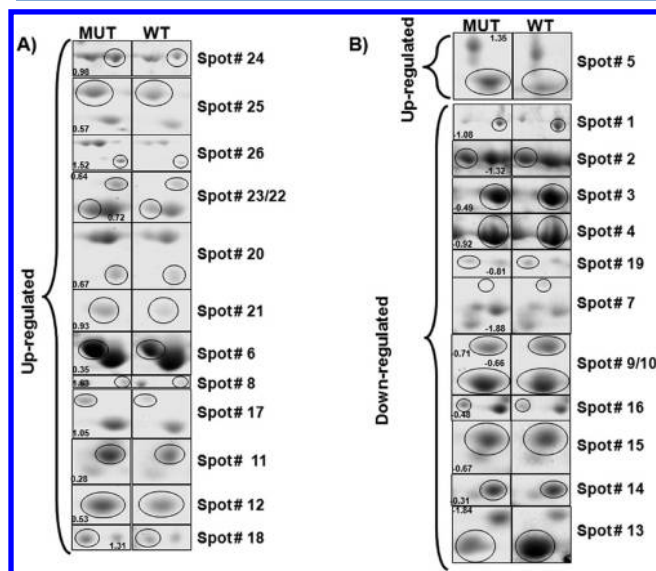 A)
MUT WT
Up-regulated
0.98
Spot# 24
0.57
Spot# 25
1.52
Spot# 26
0.84
0.72
Spot# 23/22
0.67
Spot# 20
0.93
Spot# 21
0.35
Spot# 6
Spot# 8
1.05
Spot# 17
0.28
Spot# 11
0.53
Spot# 12
1.31
Spot# 18
B)
MUT WT
Up-regulated
1.35
Spot# 5
Down-regulated
-1.08
Spot# 1
-1.32
Spot# 2
-0.49
Spot# 3
-0.92
Spot# 4
-0.81
Spot# 19
-1.88
Spot# 7
-0.71
-0.66
Spot# 9/10
-0.48
Spot# 16
-0.67
Spot# 15
-0.31
Spot# 14
-1.84
Spot# 13